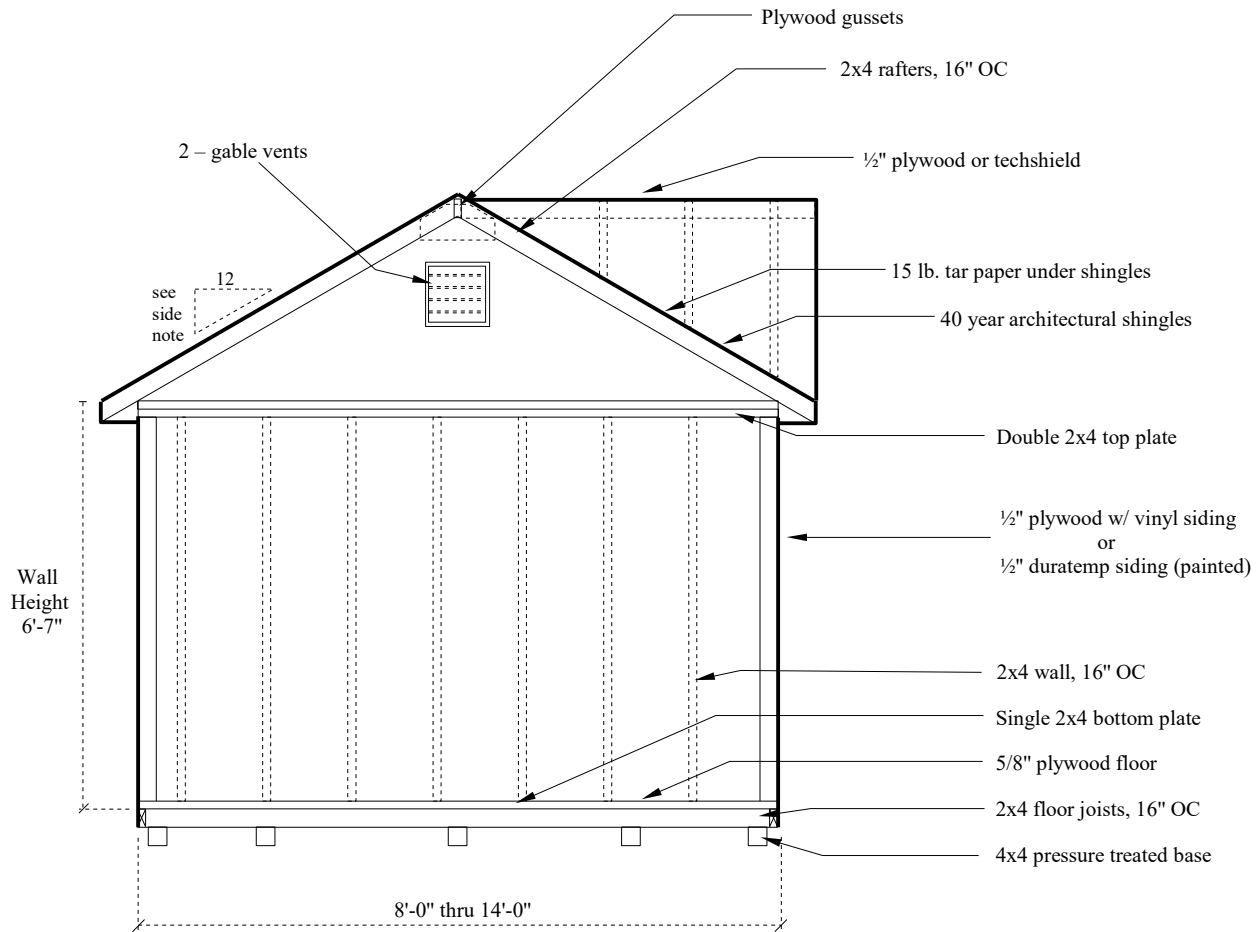 Plywood gussets
2x4 rafters, 16" OC
2 – gable vents
½" plywood or techshield
12
see
side
note
15 lb. tar paper under shingles
40 year architectural shingles
Double 2x4 top plate
½" plywood w/ vinyl siding
or
½" duratemp siding (painted)
Wall
Height
6'-7"
2x4 wall, 16" OC
Single 2x4 bottom plate
5/8" plywood floor
2x4 floor joists, 16" OC
4x4 pressure treated base
8'-0" thru 14'-0"